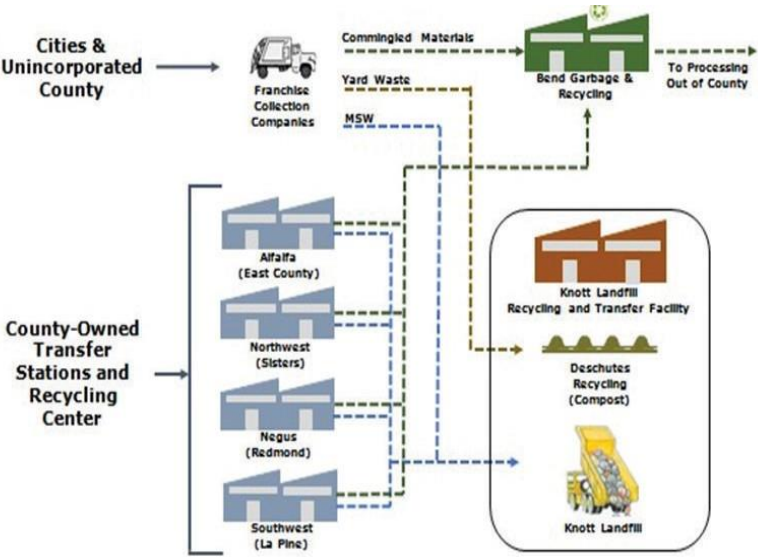 Cities &
Unincorporated
County
Franchise
Collection
Companies
Commingled Materials
Yard Waste
MSW
Bend Garbage &
Recycling
To Processing
Out of County
County-Owned
Transfer
Stations and
Recycling
Center
Alfalfa
(East County)
Northwest
(Sisters)
Negus
(Redmond)
Southwest
(La Pine)
Knott Landfill
Recycling and Transfer Facility
Deschutes
Recycling
(Compost)
Knott Landfill